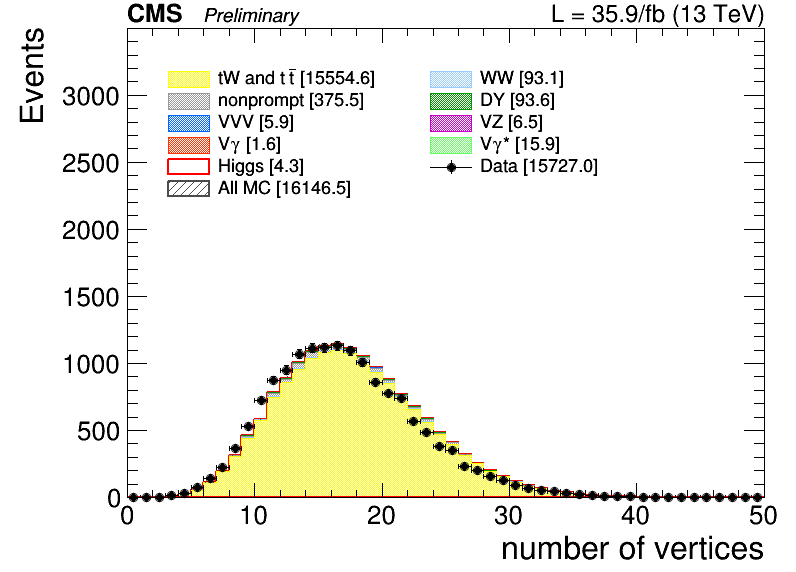 CMS Preliminary L = 35.9/fb (13 TeV)
Events
3000
2500
2000
1500
1000
500
0
tW and t t̄ [15554.6]
nonprompt [375.5]
VVV [5.9]
Vγ [1.6]
Higgs [4.3]
All MC [16146.5]
WW [93.1]
DY [93.6]
VZ [6.5]
Vγ* [15.9]
Data [15727.0]
0 10 20 30 40 50
number of vertices